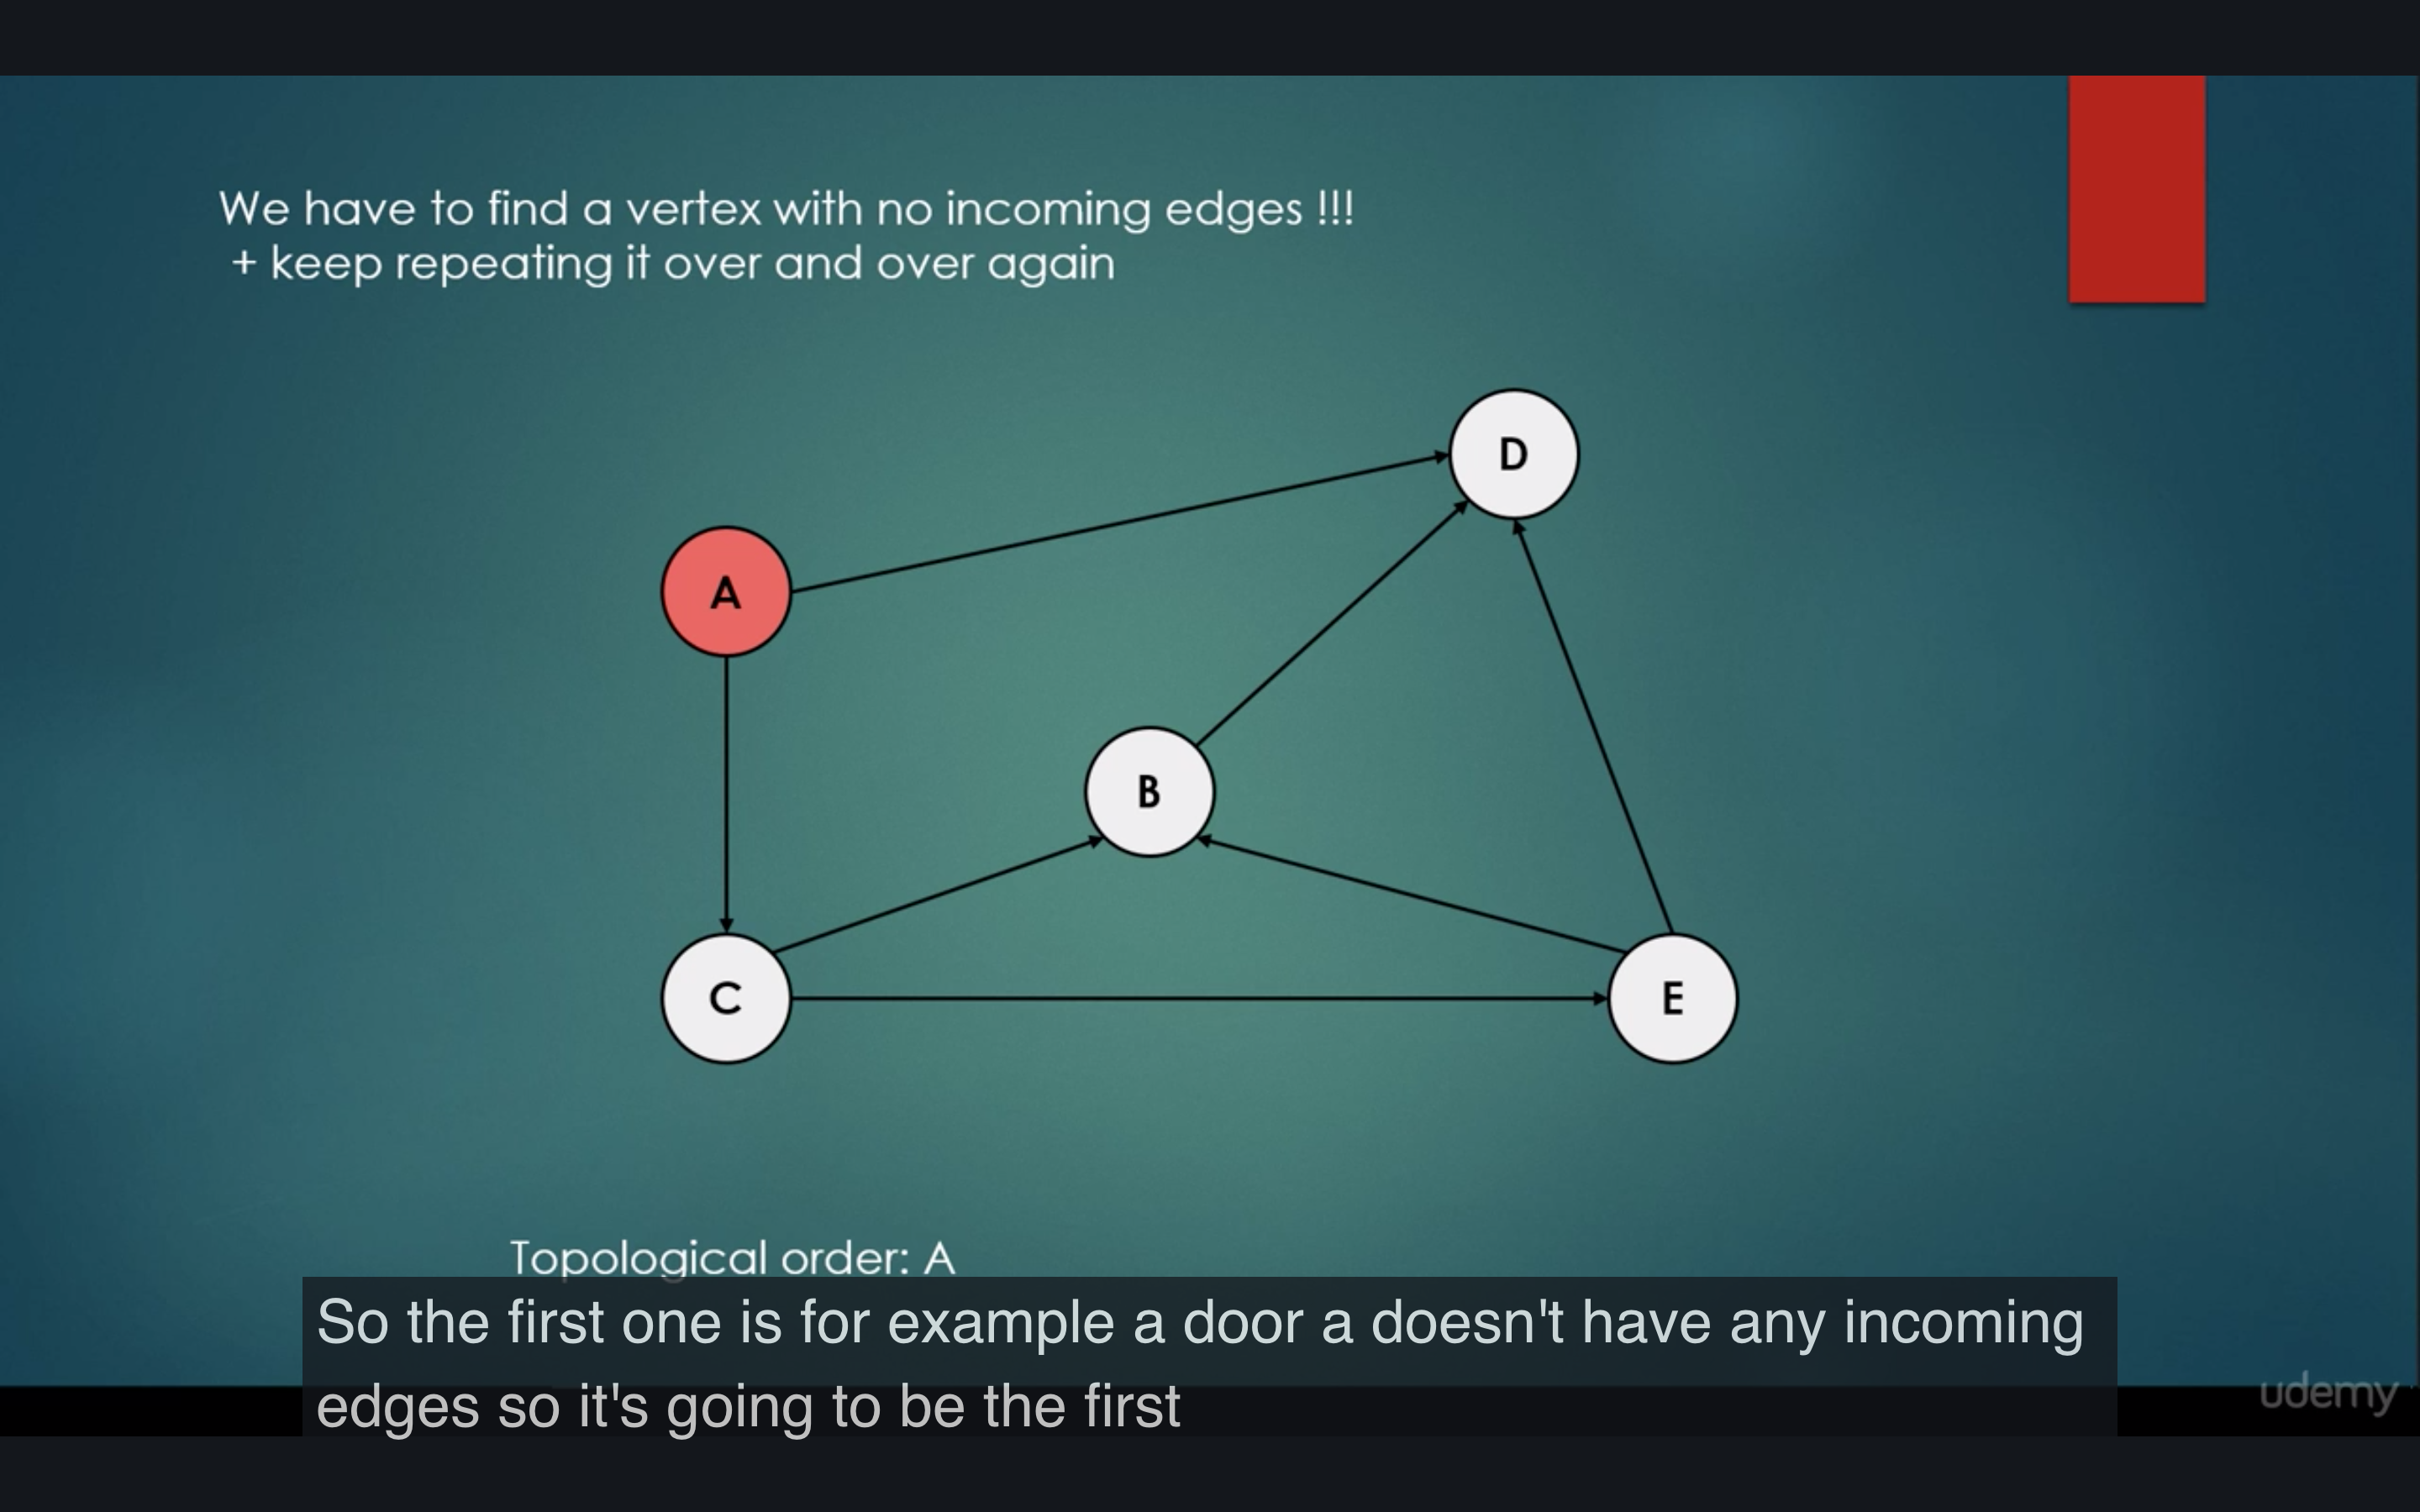 We have to find a vertex with no incoming edges !!!
+ keep repeating it over and over again
D
A
B
C
E
Topological order: A
So the first one is for example a door a doesn't have any incoming
edges so it's going to be the first
udemy